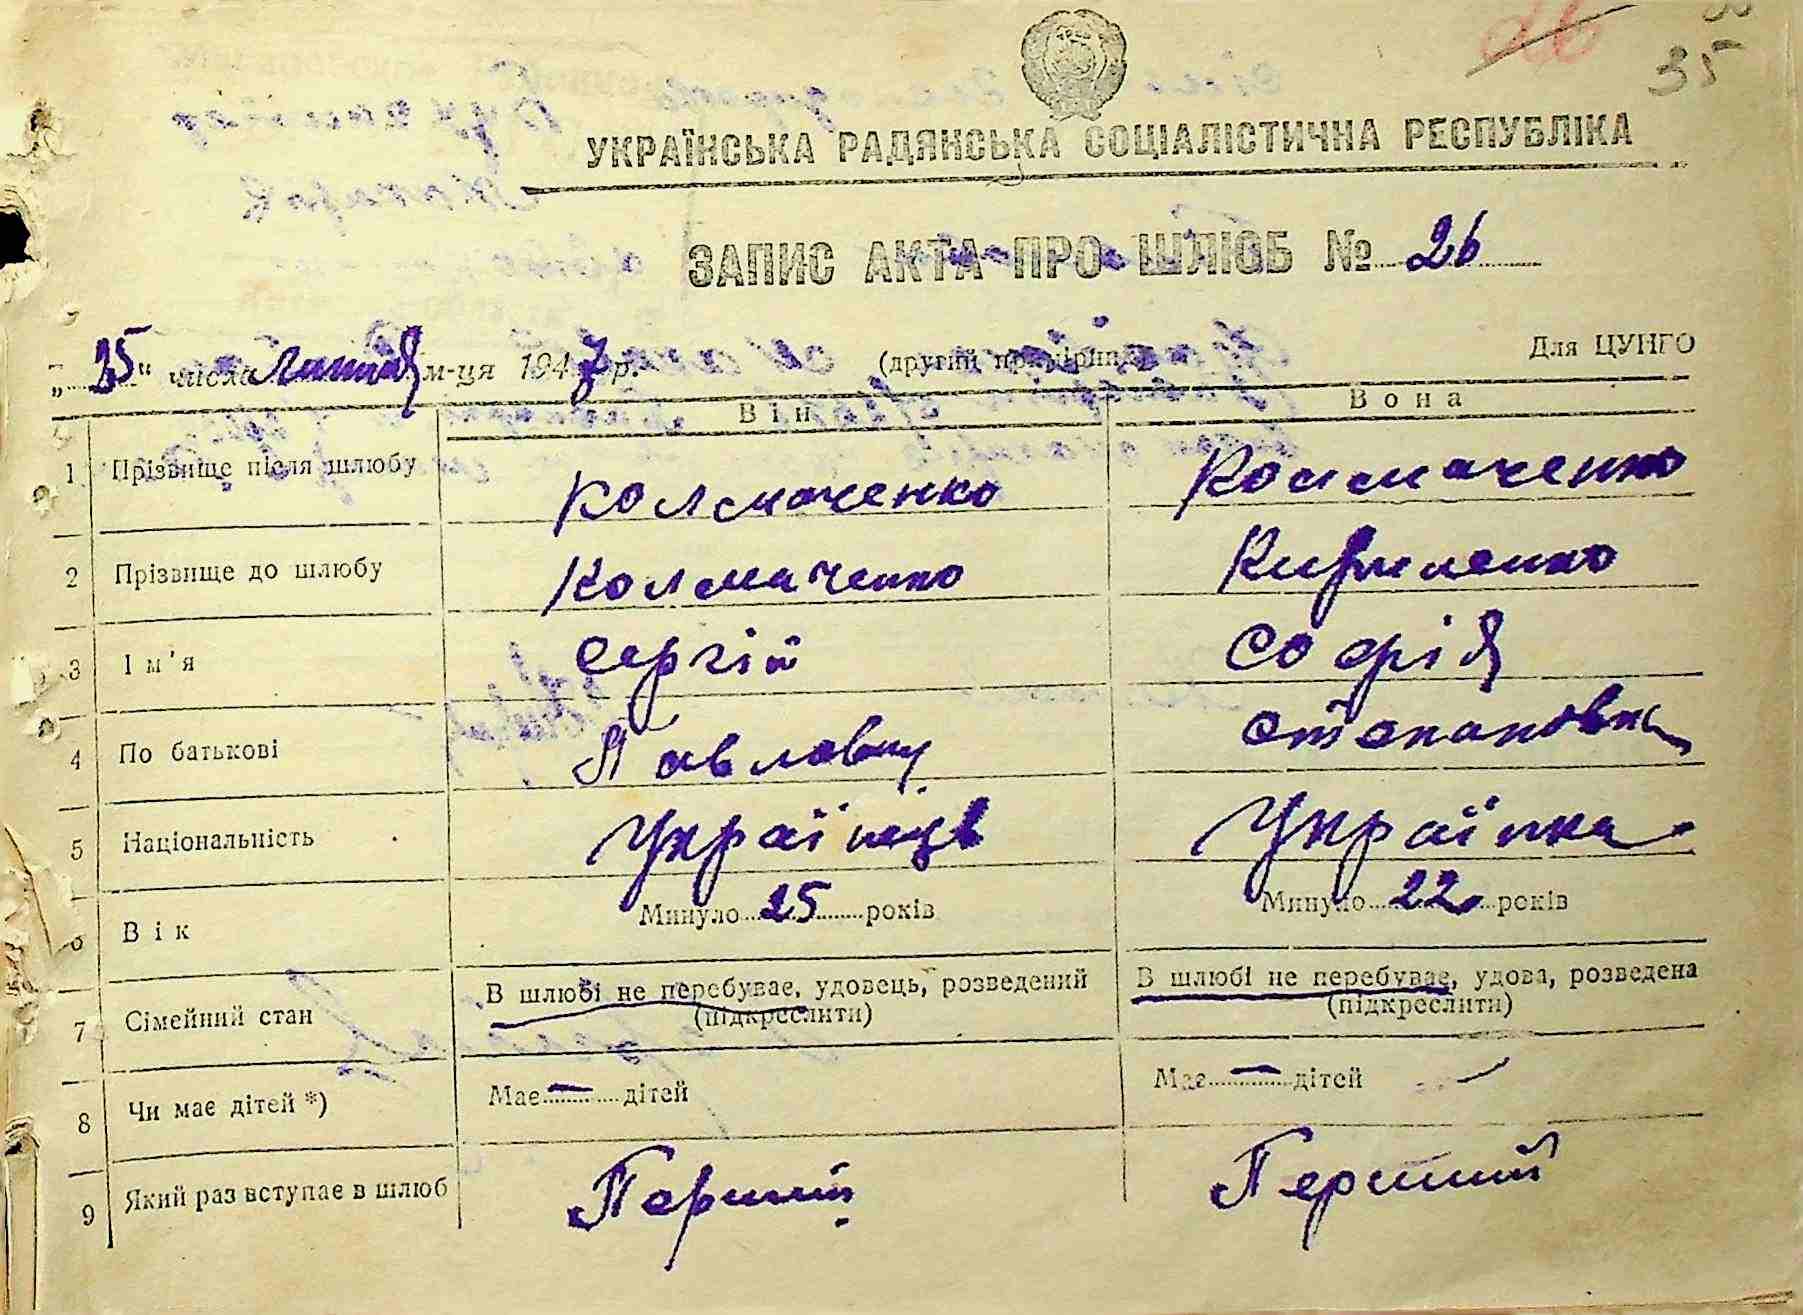 26
35
УКРАЇНСЬКА РАДЯНСЬКА СОЦІАЛІСТИЧНА РЕСПУБЛІКА
ЗАПИС АКТА ПРО ШЛЮБ № 26
„25" числа м-ця 1947 р. (другий примірник) Для ЦУНГО
Він Вона
1 Прізвище після шлюбу Колмаченко Колмаченко
2 Прізвище до шлюбу Колмаченко Кириленко
3 Ім'я Сергій Софія
4 По батькові Павлович Степановна
5 Національність Українець Українка
6 Вік Минуло 25 років Минуло 22 років
7 Сімейний стан В шлюбі не перебуває, удовець, розведений (підкреслити) В шлюбі не перебуває, удова, розведена (підкреслити)
8 Чи має дітей *) Має — дітей Має — дітей
9 Який раз вступає в шлюб Перший Перший